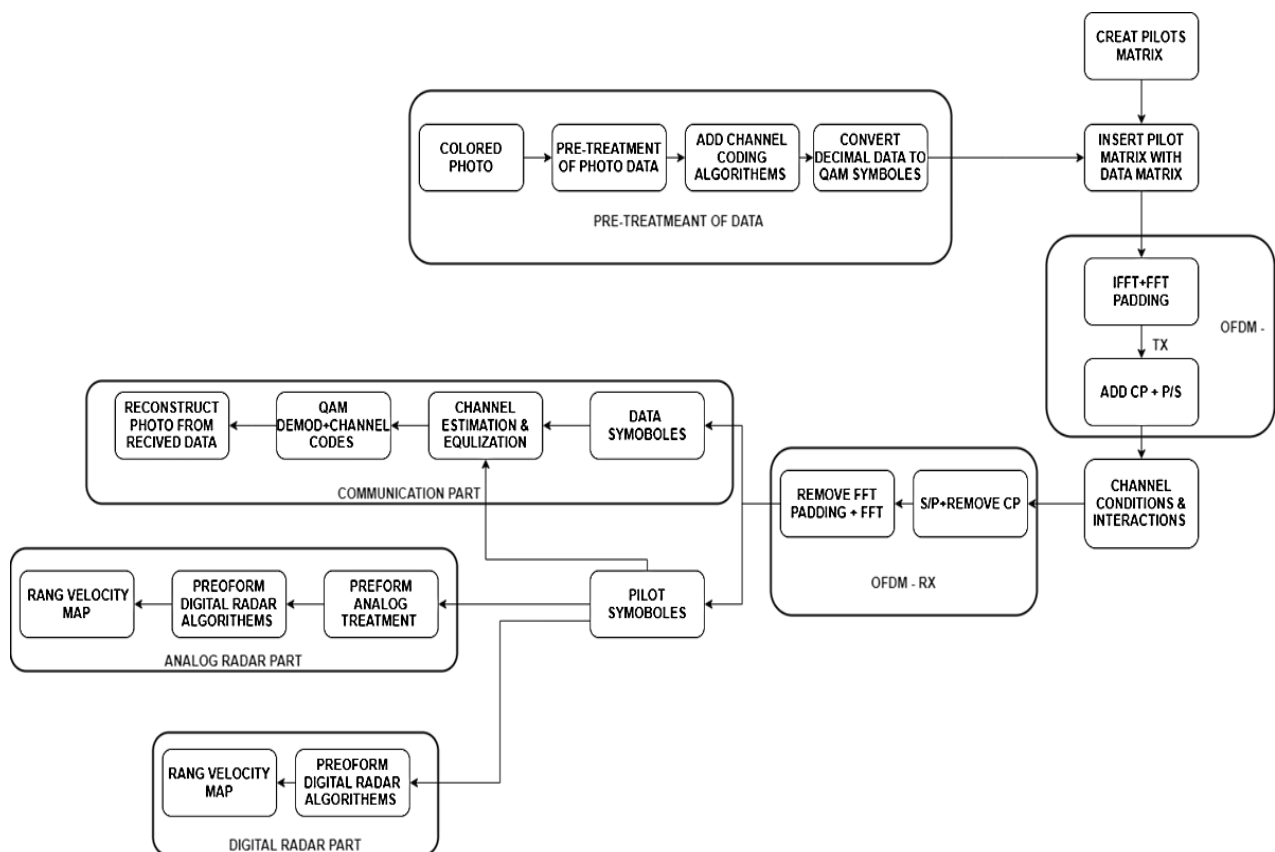 CREAT PILOTS
MATRIX
COLORED
PHOTO
PRE-TREATMENT
OF PHOTO DATA
ADD CHANNEL
CODING
ALGORITHEMS
CONVERT
DECIMAL DATA TO
QAM SYMBOLES
INSERT PILOT
MATRIX WITH
DATA MATRIX
PRE-TREATMEANT OF DATA
IFFT+FFT
PADDING
OFDM -
TX
ADD CP + P/S
RECONSTRUCT
PHOTO FROM
RECIVED DATA
QAM
DEMOD+CHANNEL
CODES
CHANNEL
ESTIMATION &
EQULIZATION
DATA
SYMOBOLES
COMMUNICATION PART
REMOVE FFT
PADDING + FFT
S/P+REMOVE CP
CHANNEL
CONDITIONS &
INTERACTIONS
OFDM - RX
RANG VELOCITY
MAP
PREOFORM
DIGITAL RADAR
ALGORITHEMS
PREFORM
ANALOG
TREATMENT
PILOT
SYMOBOLES
ANALOG RADAR PART
RANG VELOCITY
MAP
PREOFORM
DIGITAL RADAR
ALGORITHEMS
DIGITAL RADAR PART